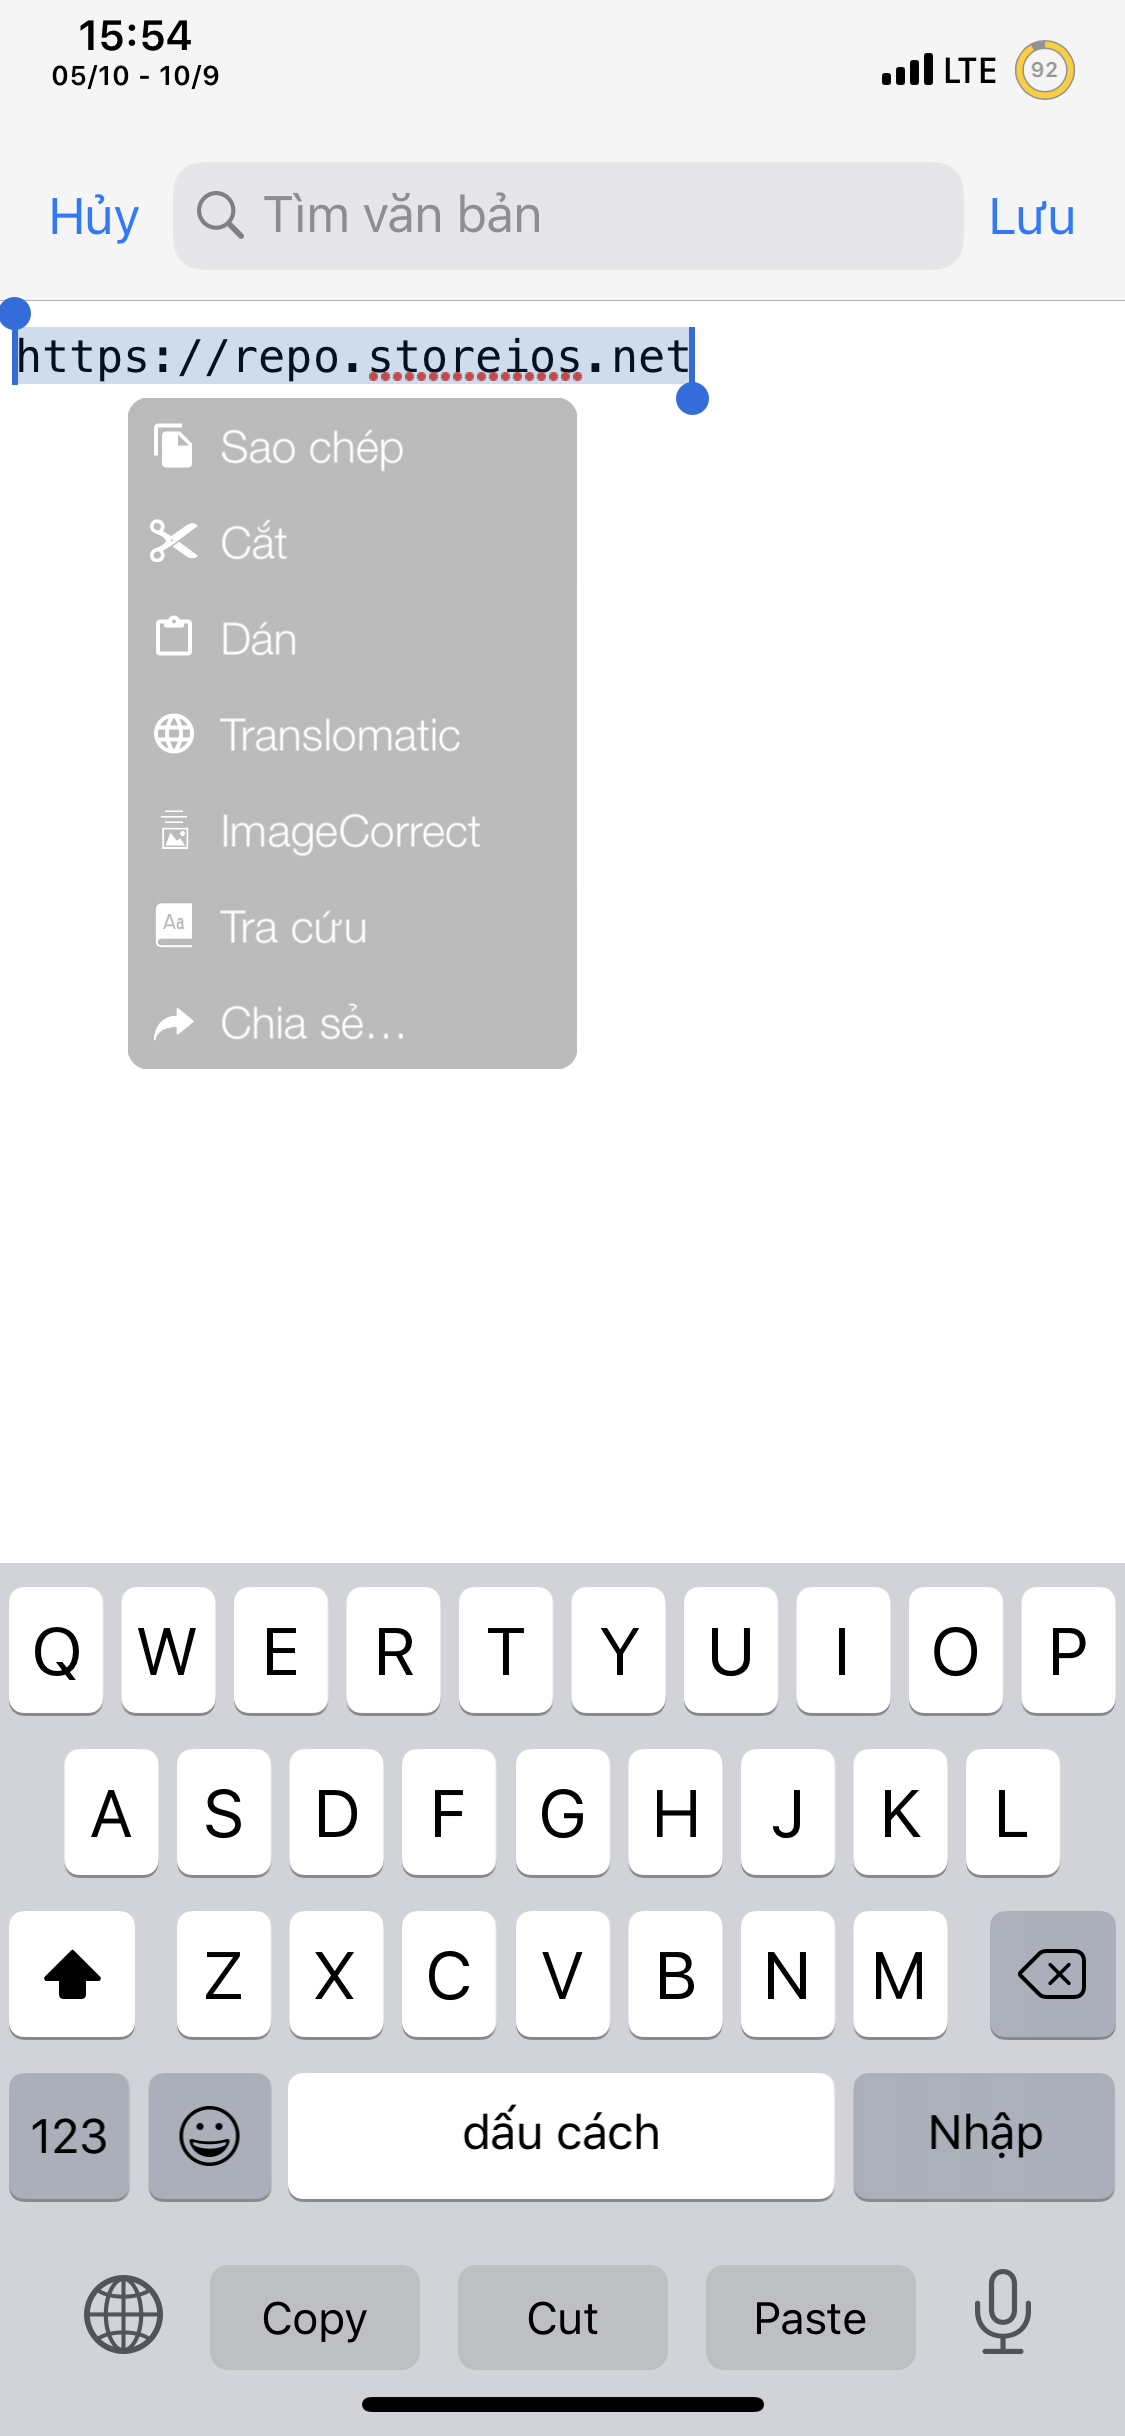 15:54
05/10 - 10/9
LTE
92
Hủy
Tìm văn bản
Lưu
https://repo.storeios.net
Sao chép
Cắt
Dán
Translomatic
ImageCorrect
Aa
Tra cứu
Chia sẻ...
Q W E R T Y U I O P
A S D F G H J K L
Z X C V B N M
123
dấu cách
Nhập
Copy
Cut
Paste